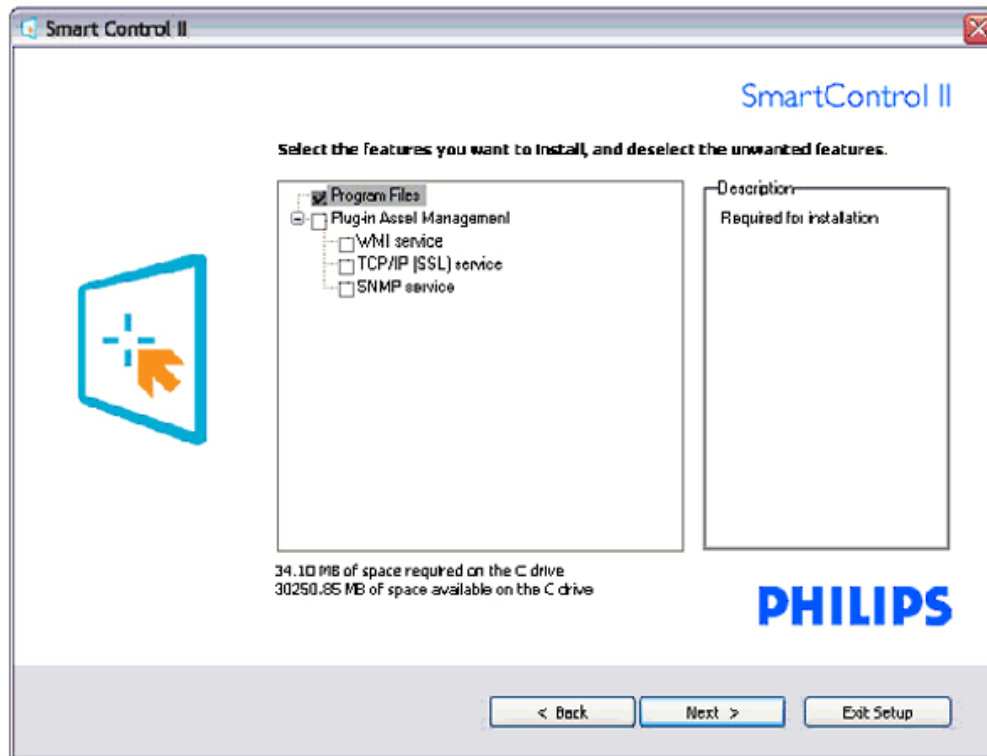 Smart Control II
SmartControl II
Select the features you want to install, and deselect the unwanted features.
Program Files
Plug-in Asset Management
WMI service
TCP/IP (SSL) service
SNMP service
Description
Required for installation
34.10 MB of space required on the C drive
30250.85 MB of space available on the C drive
PHILIPS
< Back
Next >
Exit Setup